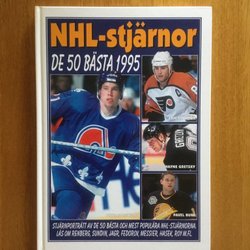 NHL-stjärnor
DE 50 BÄSTA 1995
WAYNE GRETZKY
PAVEL BURE
STJÄRNPORTRÄTT AV DE 50 BÄSTA OCH MEST POPULÄRA NHL-STJÄRNORNA
LÄS OM RENBERG, SUNDIN, JAGR, FEDOROV, MESSIER, HASEK, ROY M.FL.